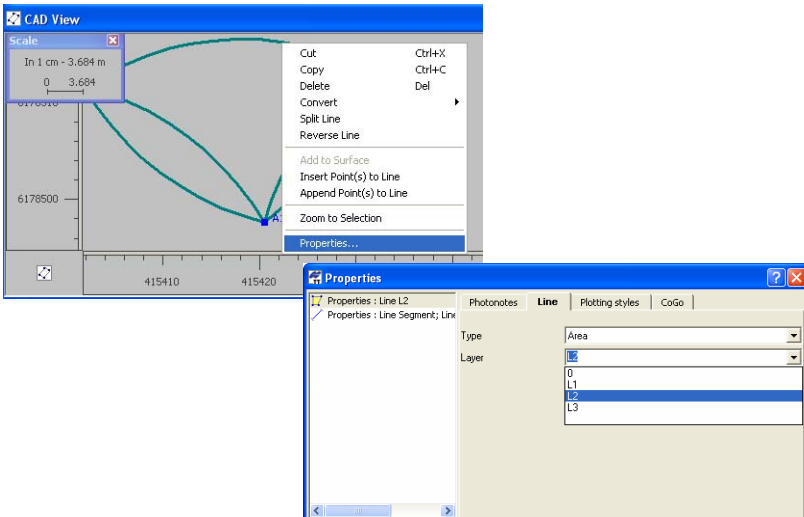 CAD View
Scale
In 1 cm - 3.684 m
0 3.684
6178510
6178500
415410
415420
Cut Ctrl+X
Copy Ctrl+C
Delete Del
Convert
Split Line
Reverse Line
Add to Surface
Insert Point(s) to Line
Append Point(s) to Line
Zoom to Selection
Properties...
Properties
Properties : Line L2
Properties : Line Segment; Line
Photonotes Line Plotting styles CoGo
Type Area
Layer L2
0
L1
L2
L3